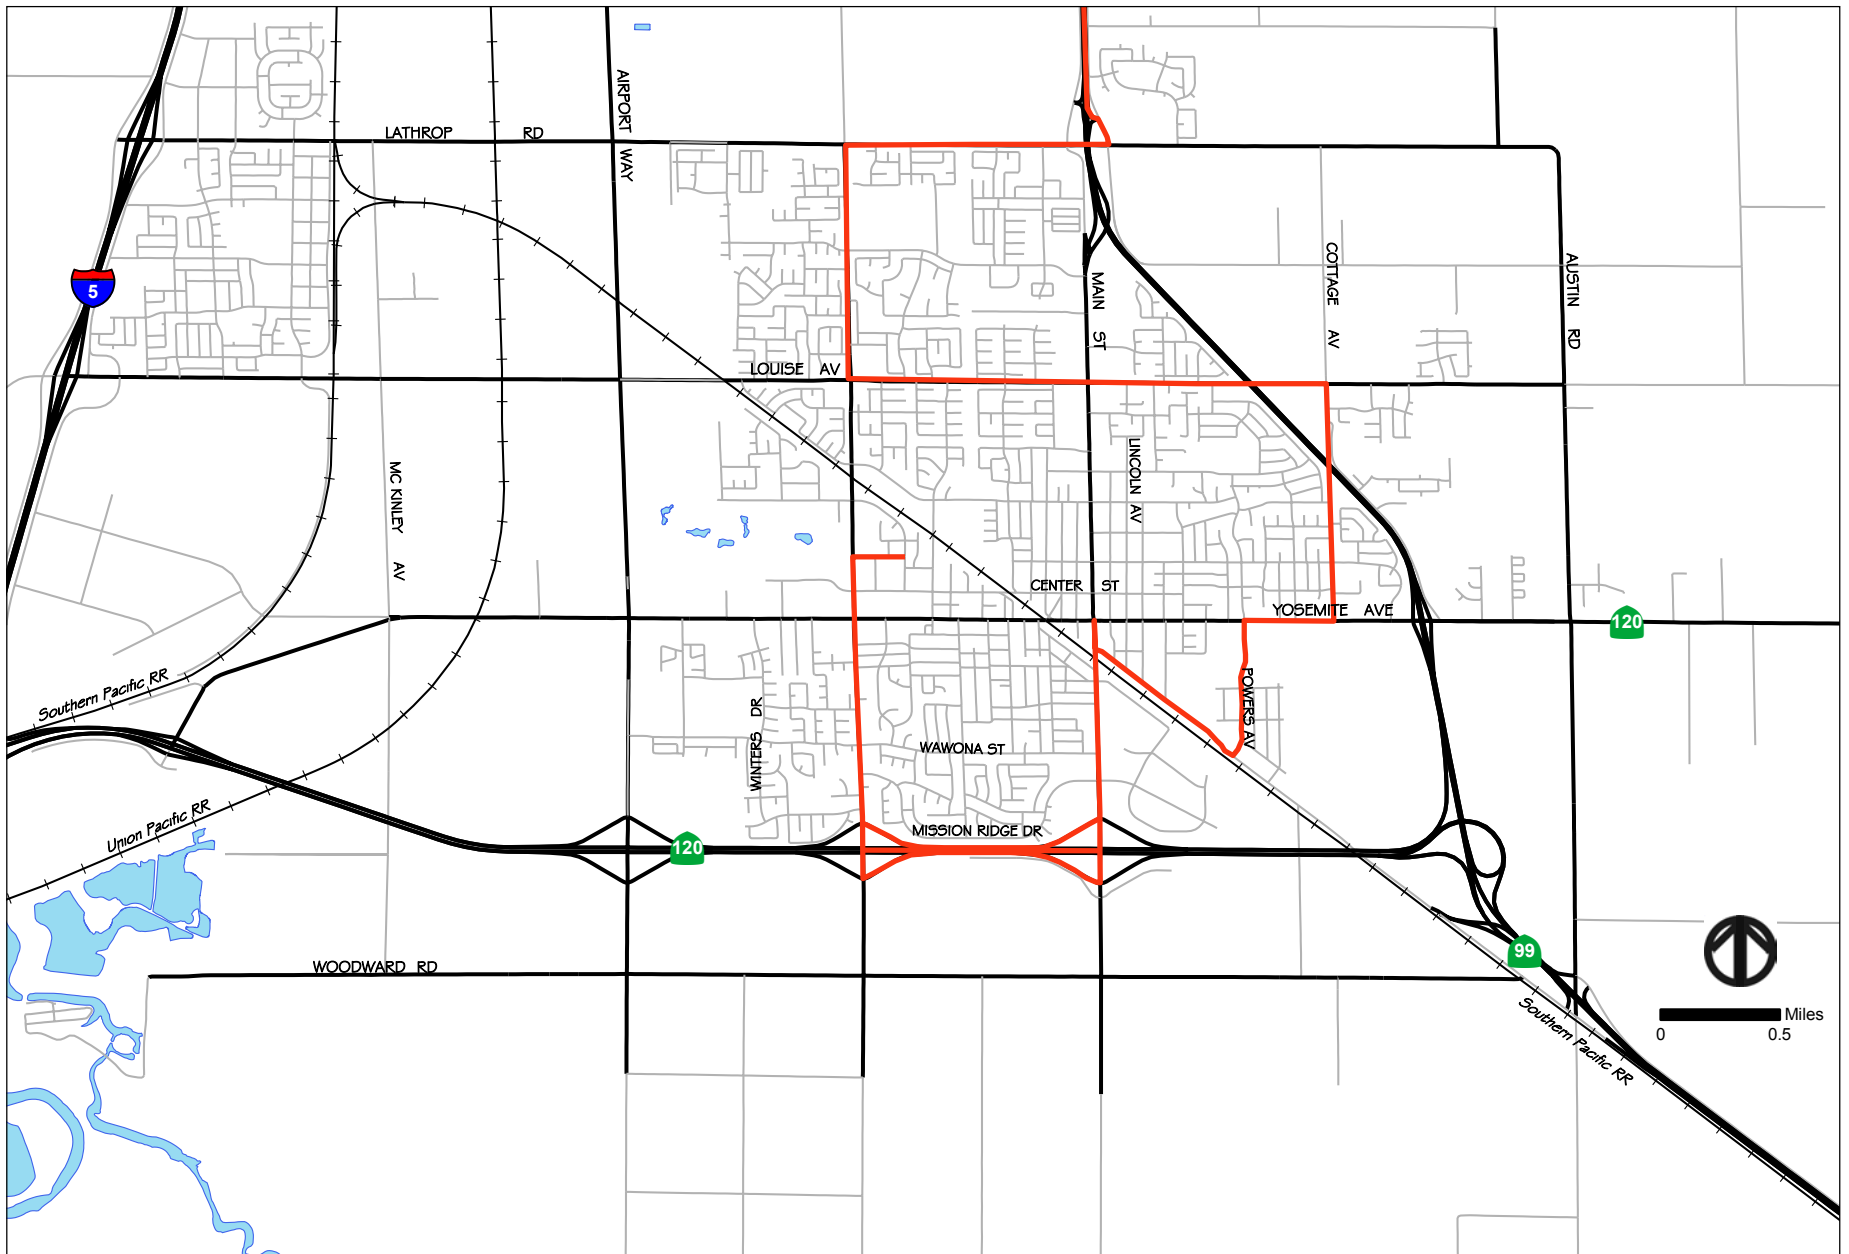 LATHROP RD
AIRPORT WAY
5
MAIN ST
COTTAGE AV
AUSTIN RD
LOUISE AV
MC KINLEY AV
LINCOLN AV
CENTER ST
YOSEMITE AVE
120
Southern Pacific RR
WINTERS DR
WAWONA ST
POWERS AV
Union Pacific RR
120
MISSION RIDGE DR
99
WOODWARD RD
Southern Pacific RR
Miles
0 0.5